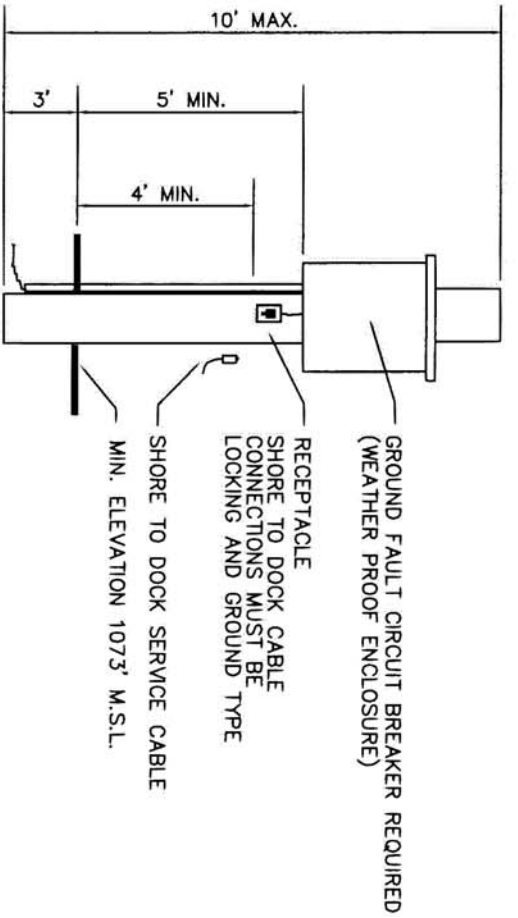 10' MAX.
3'
5' MIN.
4' MIN.
GROUND FAULT CIRCUIT BREAKER REQUIRED
(WEATHER PROOF ENCLOSURE)
RECEPTACLE
SHORE TO DOCK CABLE
CONNECTIONS MUST BE
LOCKING AND GROUND TYPE
SHORE TO DOCK SERVICE CABLE
MIN. ELEVATION 1073' M.S.L.